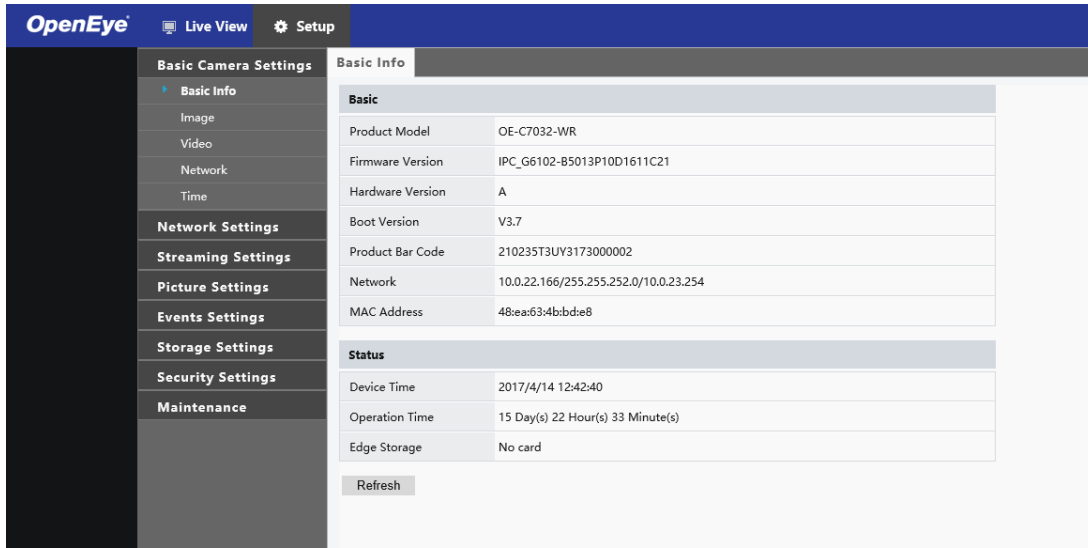 OpenEye Live View Setup
Basic Camera Settings
Basic Info
Image
Video
Network
Time
Network Settings
Streaming Settings
Picture Settings
Events Settings
Storage Settings
Security Settings
Maintenance
Basic Info
Basic
Product Model OE-C7032-WR
Firmware Version IPC_G6102-B5013P10D1611C21
Hardware Version A
Boot Version V3.7
Product Bar Code 210235T3UY3173000002
Network 10.0.22.166/255.255.252.0/10.0.23.254
MAC Address 48:ea:63:4b:bd:e8
Status
Device Time 2017/4/14 12:42:40
Operation Time 15 Day(s) 22 Hour(s) 33 Minute(s)
Edge Storage No card
Refresh